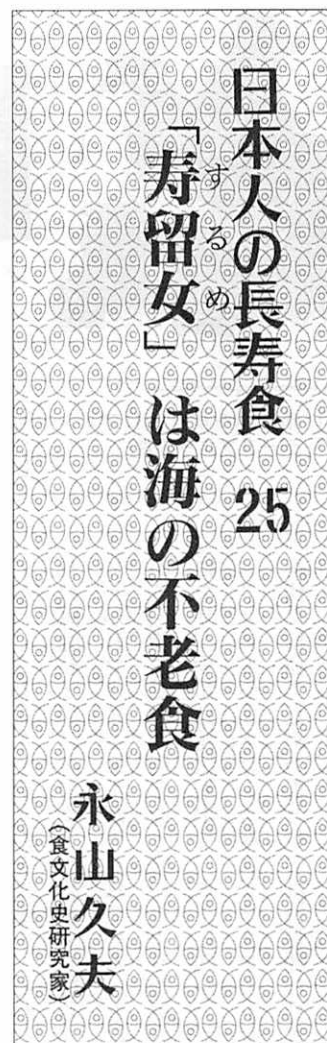 日本人の長寿食 25
「寿留女」は海の不老食
するめ
永山久夫
(食文化史研究家)